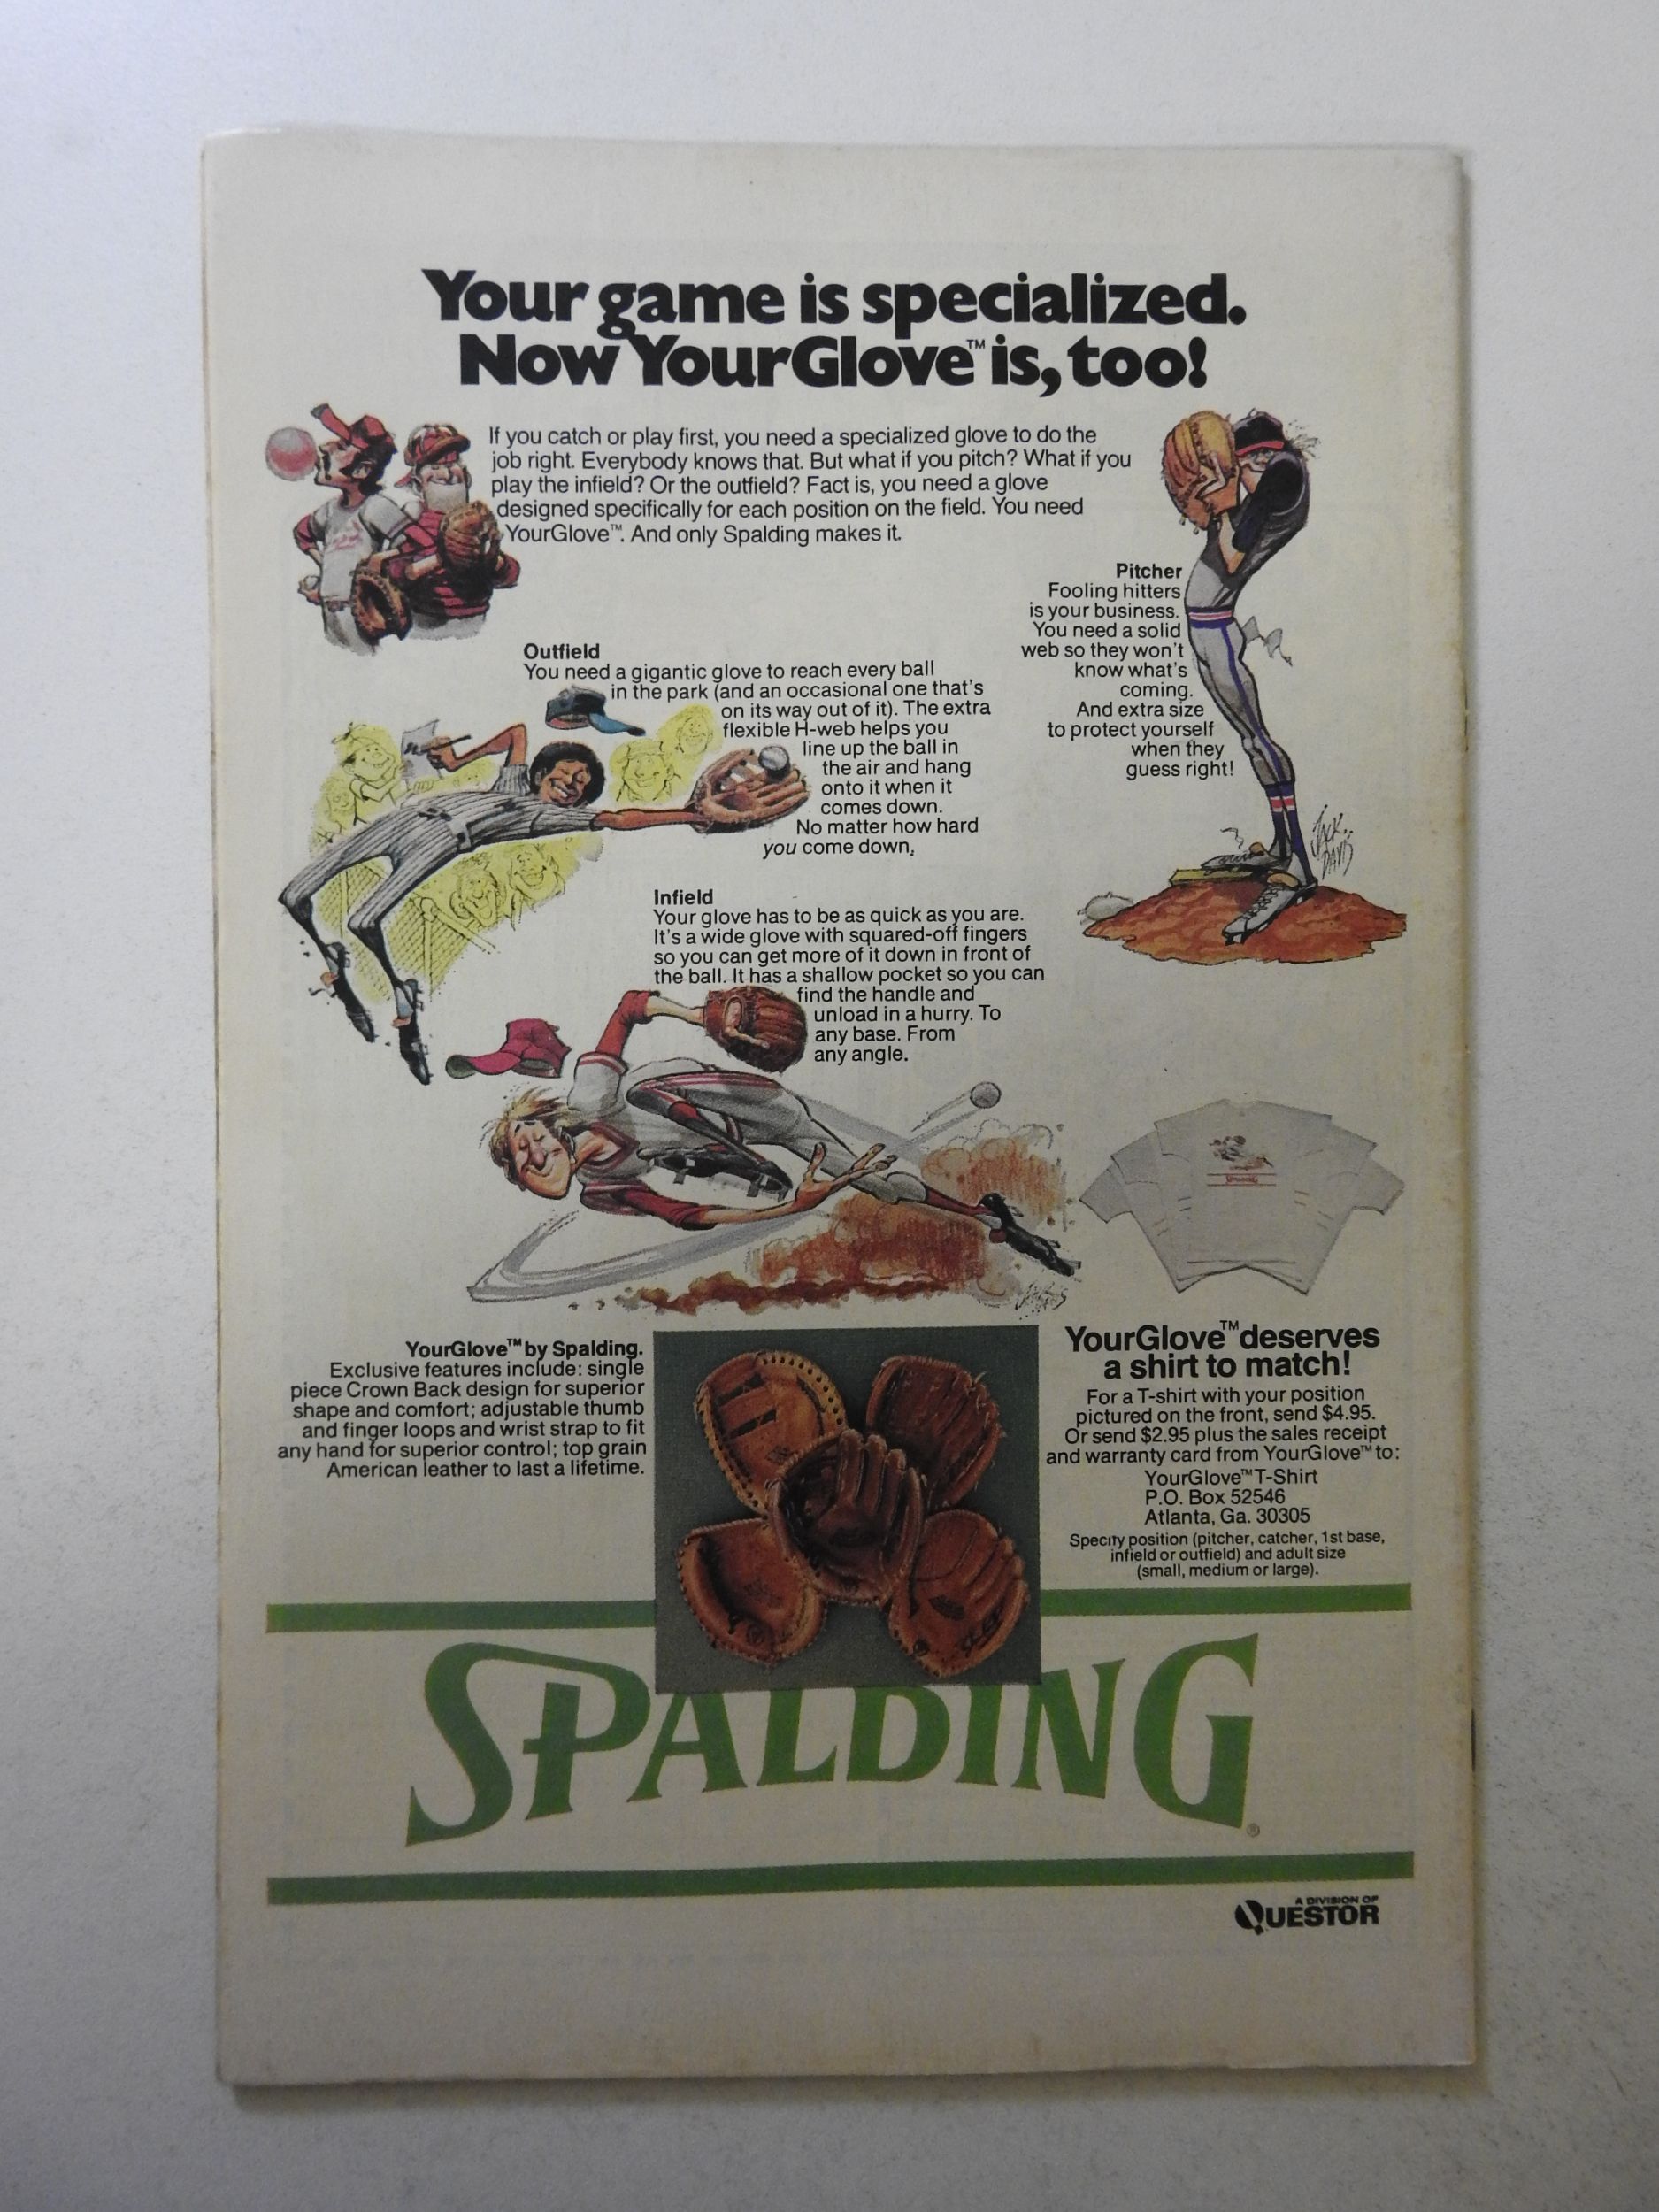 Your game is specialized.
Now YourGlove™ is, too!
If you catch or play first, you need a specialized glove to do the
job right. Everybody knows that. But what if you pitch? What if you
play the infield? Or the outfield? Fact is, you need a glove
designed specifically for each position on the field. You need
YourGlove™. And only Spalding makes it.
Pitcher
Fooling hitters
is your business.
You need a solid
web so they won't
know what's
coming.
And extra size
to protect yourself
when they
guess right!
JACK
DAVIS
Outfield
You need a gigantic glove to reach every ball
in the park (and an occasional one that's
on its way out of it). The extra
flexible H-web helps you
line up the ball in
the air and hang
onto it when it
comes down.
No matter how hard
you come down.
Infield
Your glove has to be as quick as you are.
It's a wide glove with squared-off fingers
so you can get more of it down in front of
the ball. It has a shallow pocket so you can
find the handle and
unload in a hurry. To
any base. From
any angle.
Spalding
YourGlove™ by Spalding.
Exclusive features include: single
piece Crown Back design for superior
shape and comfort; adjustable thumb
and finger loops and wrist strap to fit
any hand for superior control; top grain
American leather to last a lifetime.
YourGlove™ deserves
a shirt to match!
For a T-shirt with your position
pictured on the front, send $4.95.
Or send $2.95 plus the sales receipt
and warranty card from YourGlove™ to:
YourGlove™ T-Shirt
P.O. Box 52546
Atlanta, Ga. 30305
Specify position (pitcher, catcher, 1st base,
infield or outfield) and adult size
(small, medium or large).
SPALDING®
A DIVISION OF
QUESTOR